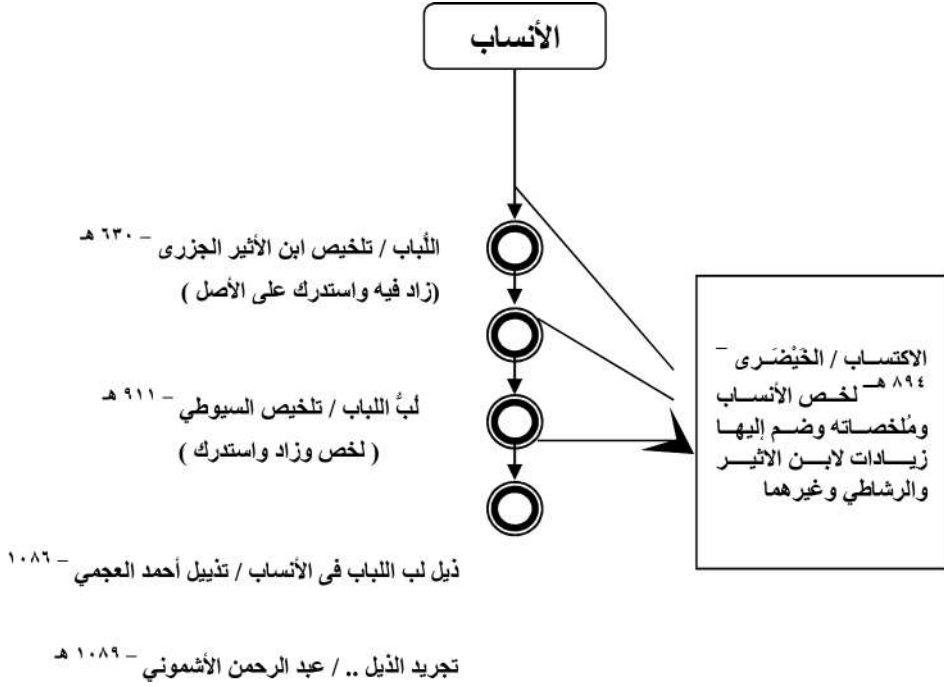 الأنساب
اللُّباب / تلخيص ابن الأثير الجزرى – ٦٣٠ هـ
(زاد فيه واستدرك على الأصل )
لُبُّ اللباب / تلخيص السيوطي – ٩١١ هـ
( لخص وزاد واستدرك )
ذيل لب اللباب فى الأنساب / تذييل أحمد العجمي – ١٠٨٦
تجريد الذيل .. / عبد الرحمن الأشموني – ١٠٨٩ هـ
الاكتساب / الخَيْضَرى –
٨٩٤ هـ لخص الأنساب
ومُلخصاته وضم إليها
زيادات لابن الاثير
والرشاطي وغيرهما